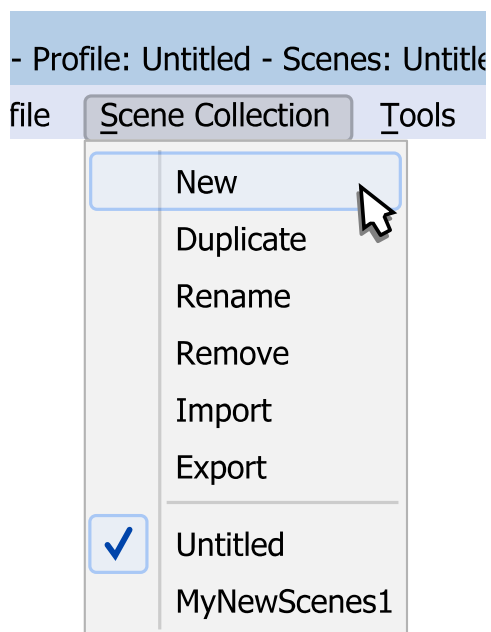 - Profile: Untitled - Scenes: Untitle
file Scene Collection Tools
New
Duplicate
Rename
Remove
Import
Export
Untitled
MyNewScenes1